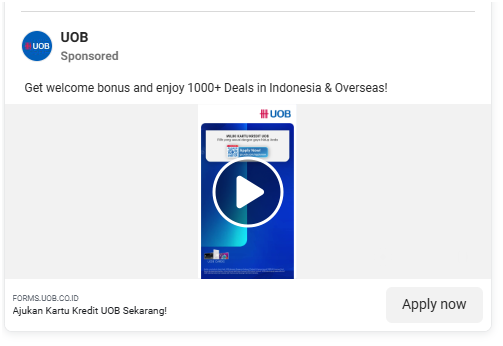 UOB
UOB
Sponsored
Get welcome bonus and enjoy 1000+ Deals in Indonesia & Overseas!
UOB
MILIKI KARTU KREDIT UOB
Apply Now!
FORMS.UOB.CO.ID
Ajukan Kartu Kredit UOB Sekarang!
Apply now